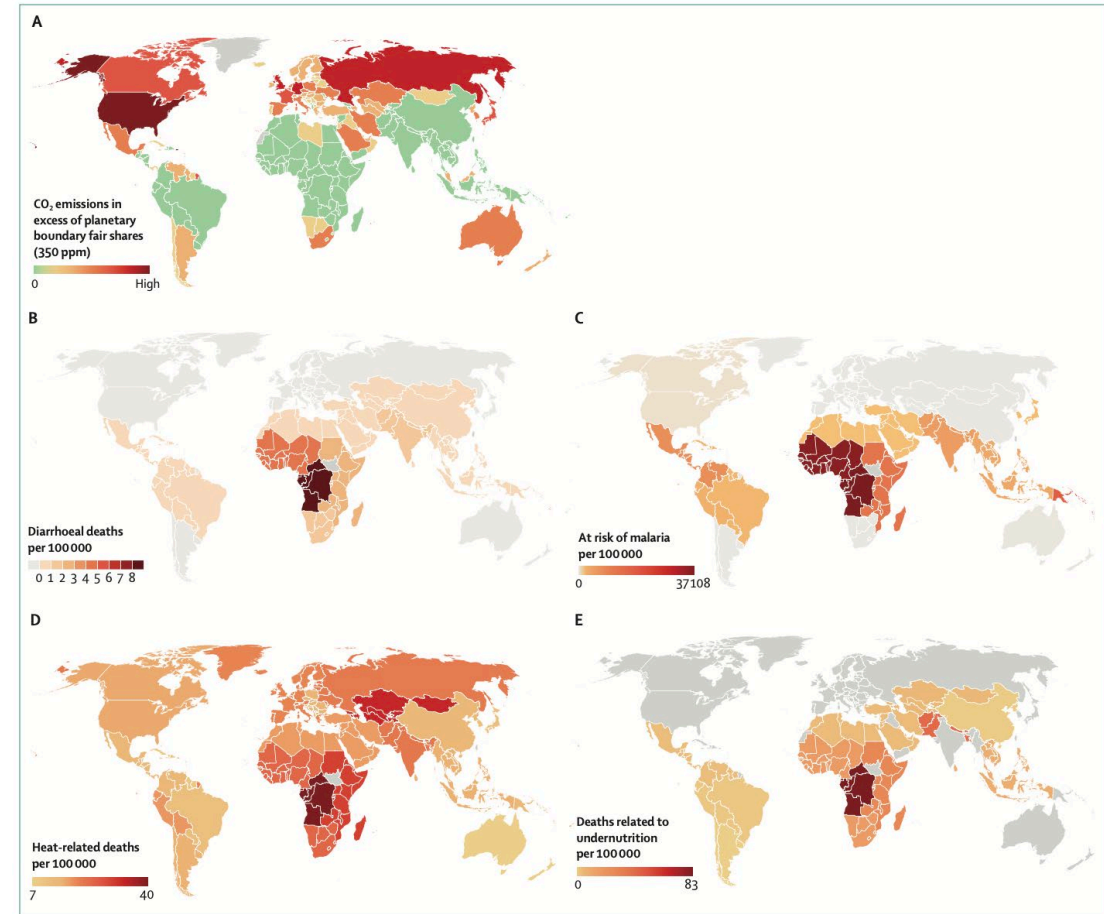 A
CO₂ emissions in
excess of planetary
boundary fair shares
(350 ppm)
0 High
B
Diarrhoeal deaths
per 100 000
0 1 2 3 4 5 6 7 8
C
At risk of malaria
per 100 000
0 37 108
D
Heat-related deaths
per 100 000
7 40
E
Deaths related to
undernutrition
per 100 000
0 83